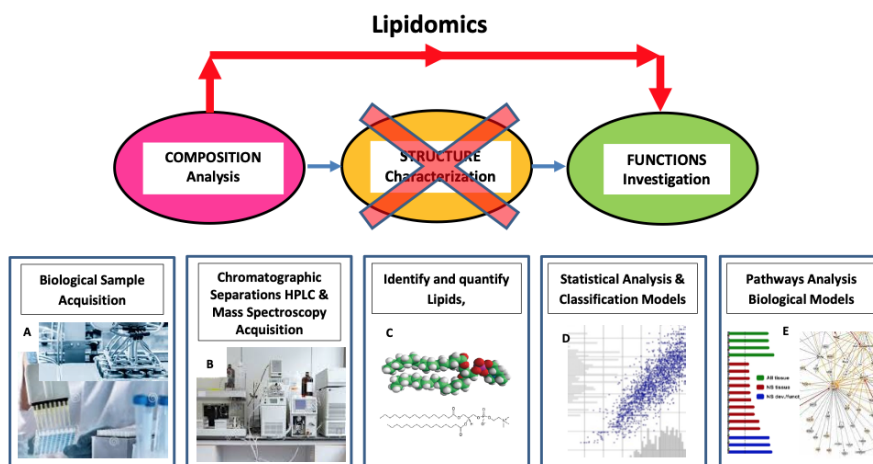 Lipidomics
COMPOSITION
Analysis
STRUCTURE
Characterization
FUNCTIONS
Investigation
Biological Sample
Acquisition
A
Chromatographic
Separations HPLC &
Mass Spectroscopy
Acquisition
B
Identify and quantify
Lipids,
C
Statistical Analysis &
Classification Models
D
Pathways Analysis
Biological Models
E